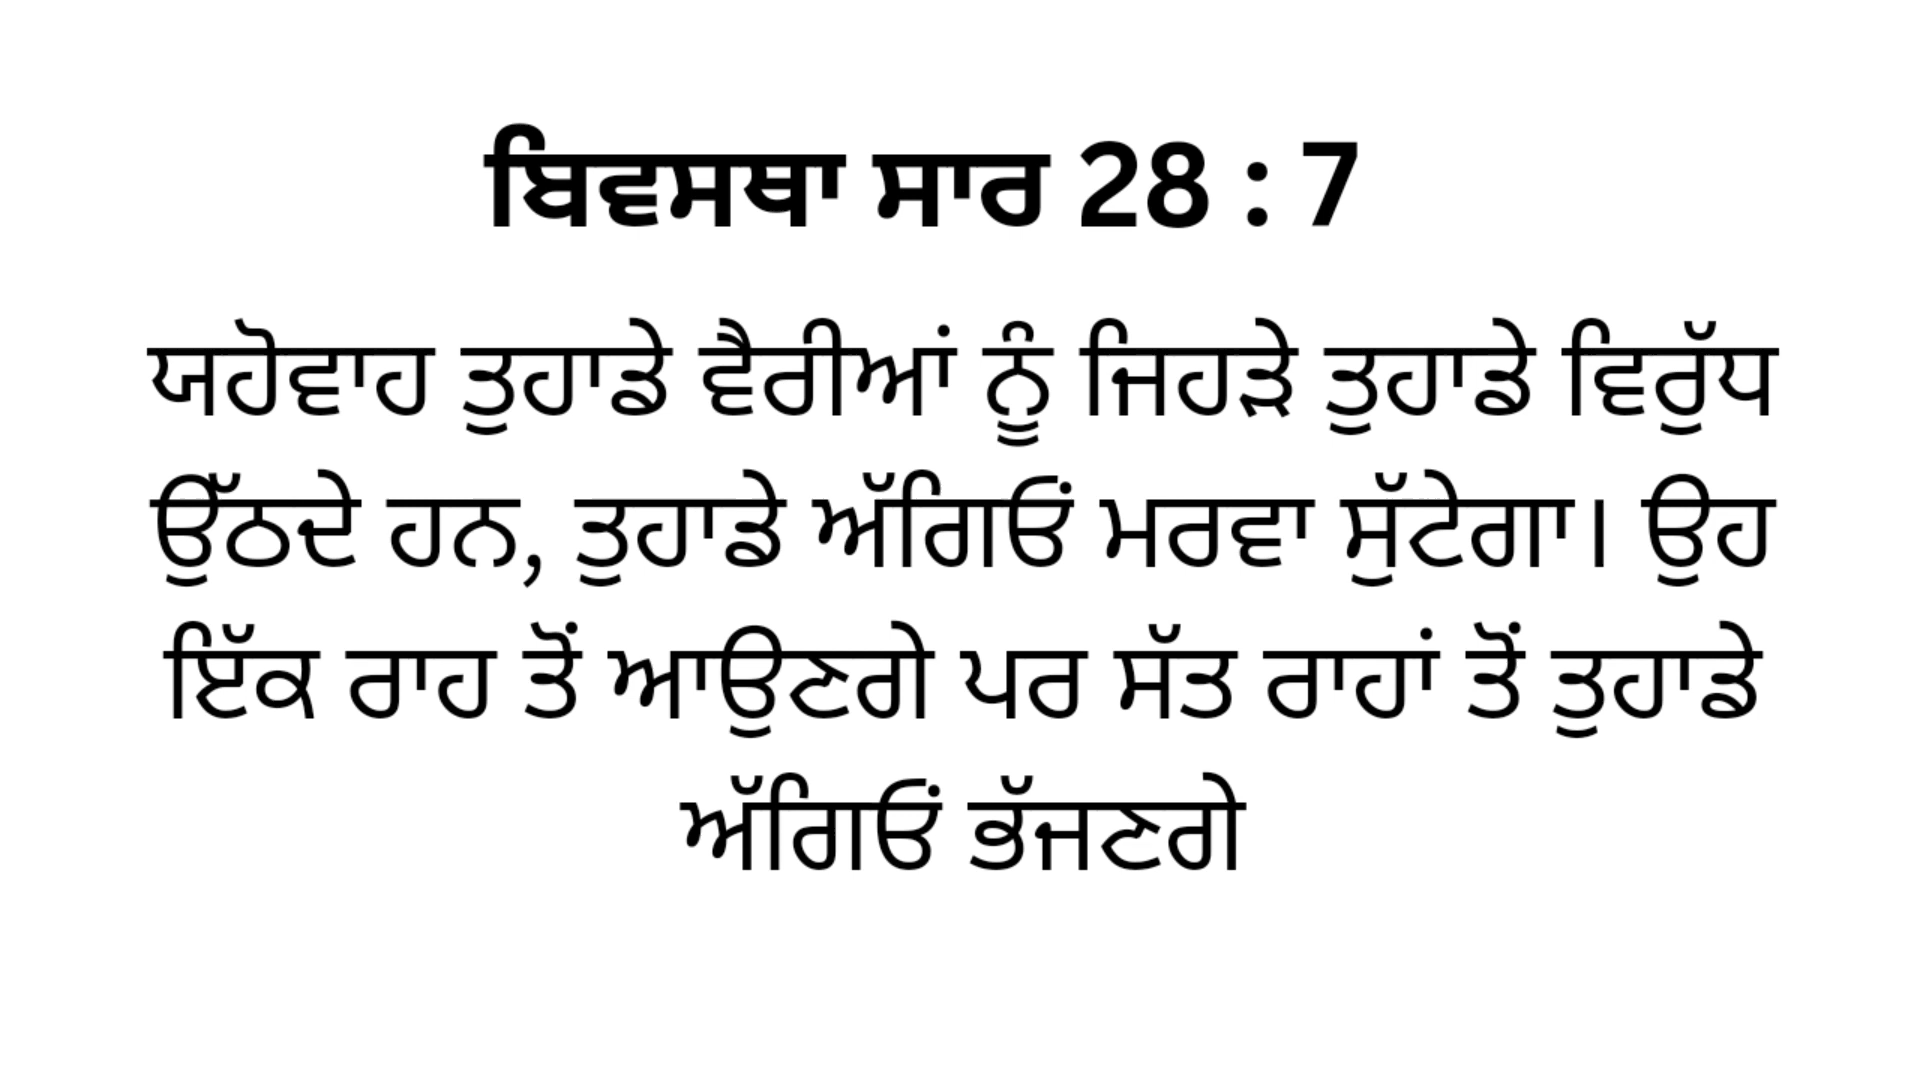 ਬਿਵਸਥਾ ਸਾਰ 28 : 7
ਯਹੋਵਾਹ ਤੁਹਾਡੇ ਵੈਰੀਆਂ ਨੂੰ ਜਿਹੜੇ ਤੁਹਾਡੇ ਵਿਰੁੱਧ
ਉੱਠਦੇ ਹਨ, ਤੁਹਾਡੇ ਅੱਗਿਓਂ ਮਰਵਾ ਸੁੱਟੇਗਾ। ਉਹ
ਇੱਕ ਰਾਹ ਤੋਂ ਆਉਣਗੇ ਪਰ ਸੱਤ ਰਾਹਾਂ ਤੋਂ ਤੁਹਾਡੇ
ਅੱਗਿਓਂ ਭੱਜਣਗੇ